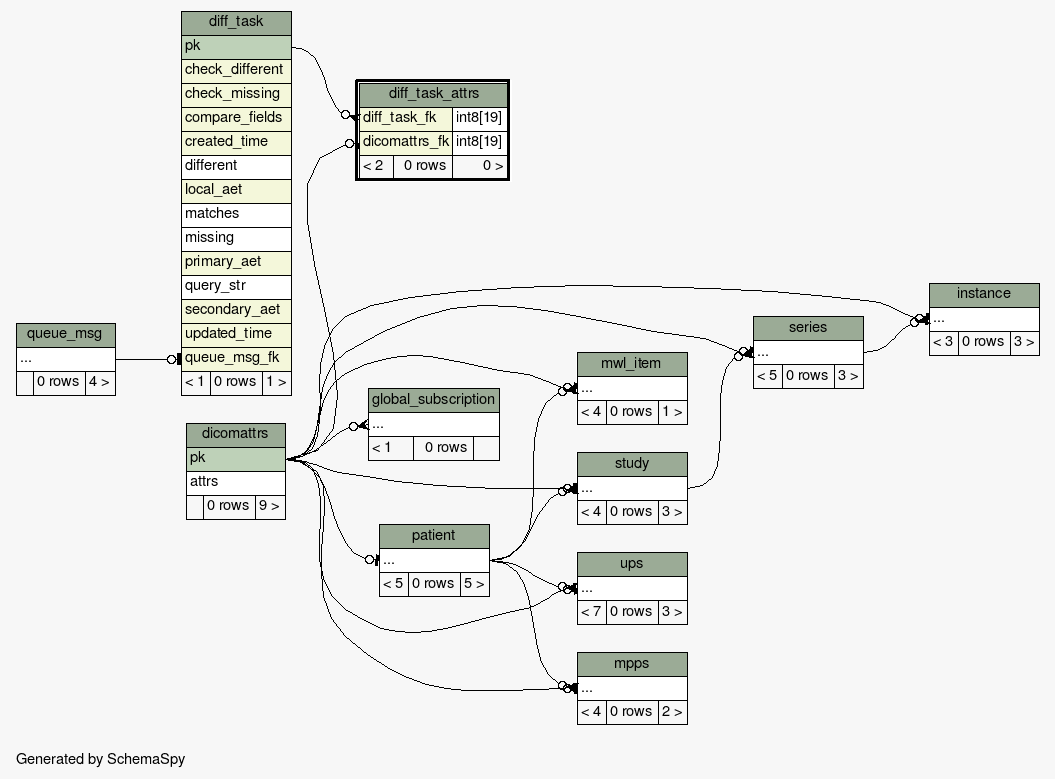 diff_task
pk
check_different
check_missing
compare_fields
created_time
different
local_aet
matches
missing
primary_aet
query_str
secondary_aet
updated_time
queue_msg_fk
< 1 0 rows 1 >
diff_task_attrs
diff_task_fk int8[19]
dicomattrs_fk int8[19]
< 2 0 rows 0 >
queue_msg
...
0 rows 4 >
dicomattrs
pk
attrs
0 rows 9 >
global_subscription
...
< 1 0 rows
patient
...
< 5 0 rows 5 >
mwl_item
...
< 4 0 rows 1 >
study
...
< 4 0 rows 3 >
ups
...
< 7 0 rows 3 >
mpps
...
< 4 0 rows 2 >
series
...
< 5 0 rows 3 >
instance
...
< 3 0 rows 3 >
Generated by SchemaSpy